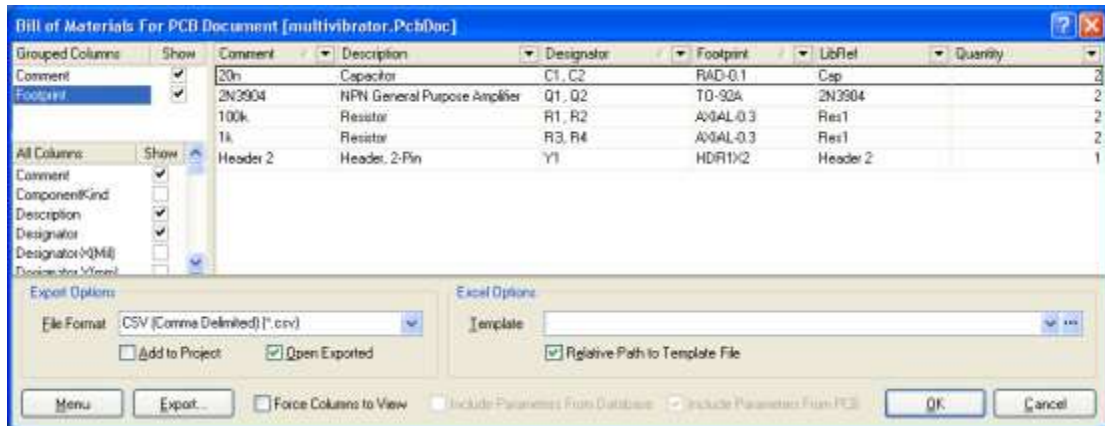 Bill of Materials For PCB Document [multivibrator.PcbDoc]
Grouped Columns Show Comment Description Designator Footprint LibRef Quantity
Comment 20n Capacitor C1, C2 RAD-0.1 Cap 2
Footprint 2N3904 NPN General Purpose Amplifier Q1, Q2 TO-92A 2N3904 2
100k Resistor R1, R2 AXIAL-0.3 Res1 2
1k Resistor R3, R4 AXIAL-0.3 Res1 2
All Columns Show Header 2 Header, 2-Pin Y1 HDR1X2 Header 2 1
Comment
ComponentKind
Description
Designator
Designator-X(Mil)
Export Options Excel Options
File Format CSV (Comma Delimited) (*.csv) Template
Add to Project Open Exported Relative Path to Template File
Menu Export... Force Columns to View Include Parameters From Database Include Parameters From PCB OK Cancel